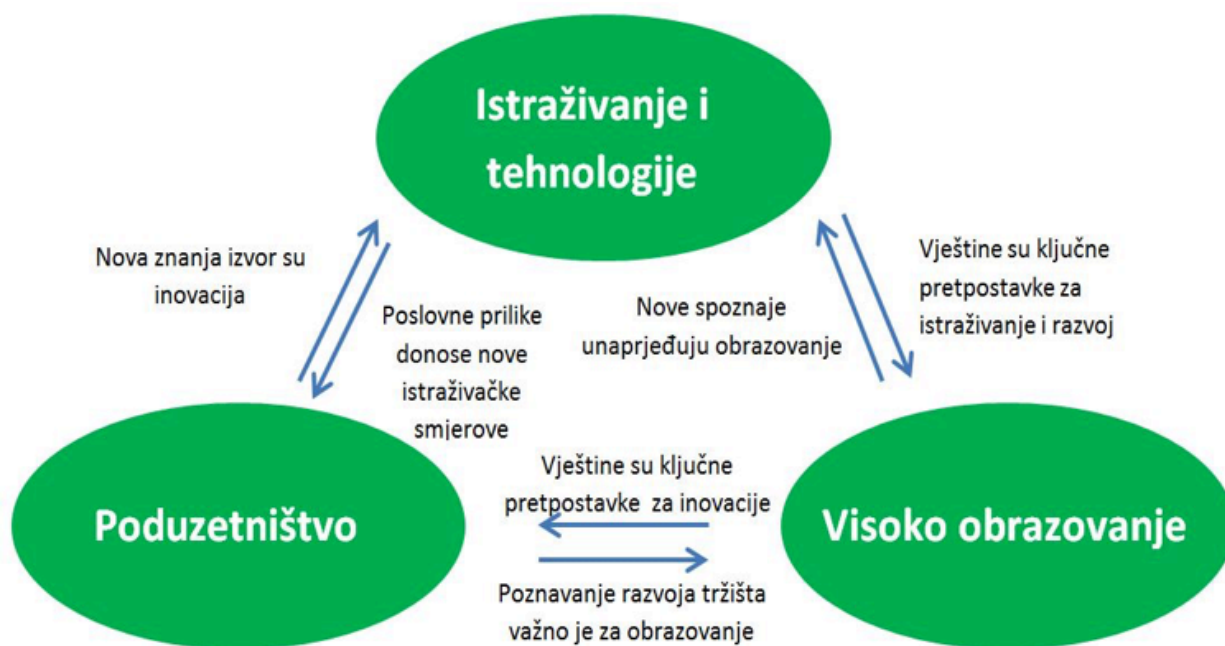 Istraživanje i
tehnologije
Nova znanja izvor su
inovacija
Poslovne prilike
donose nove
istraživačke
smjerove
Nove spoznaje
unaprjeđuju obrazovanje
Vještine su ključne
pretpostavke za
istraživanje i razvoj
Poduzetništvo
Vještine su ključne
pretpostavke za inovacije
Poznavanje razvoja tržišta
važno je za obrazovanje
Visoko obrazovanje